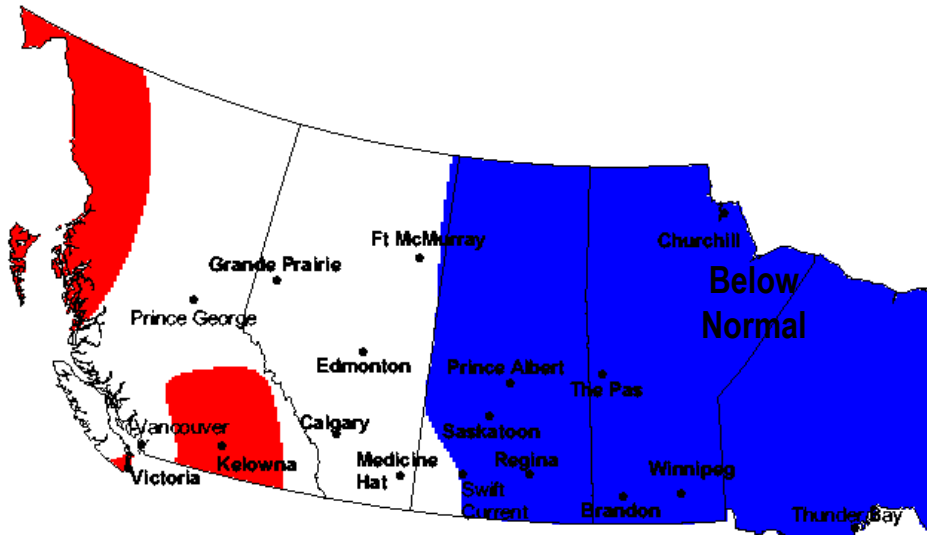 Churchill
Ft McMurray
Grande Prairie
Below
Normal
Prince George
Edmonton
Prince Albert
The Pas
Vancouver
Calgary
Saskatoon
Kelowna
Medicine
Hat
Regina
Winnipeg
Victoria
Swift
Current
Brandon
Thunder Bay